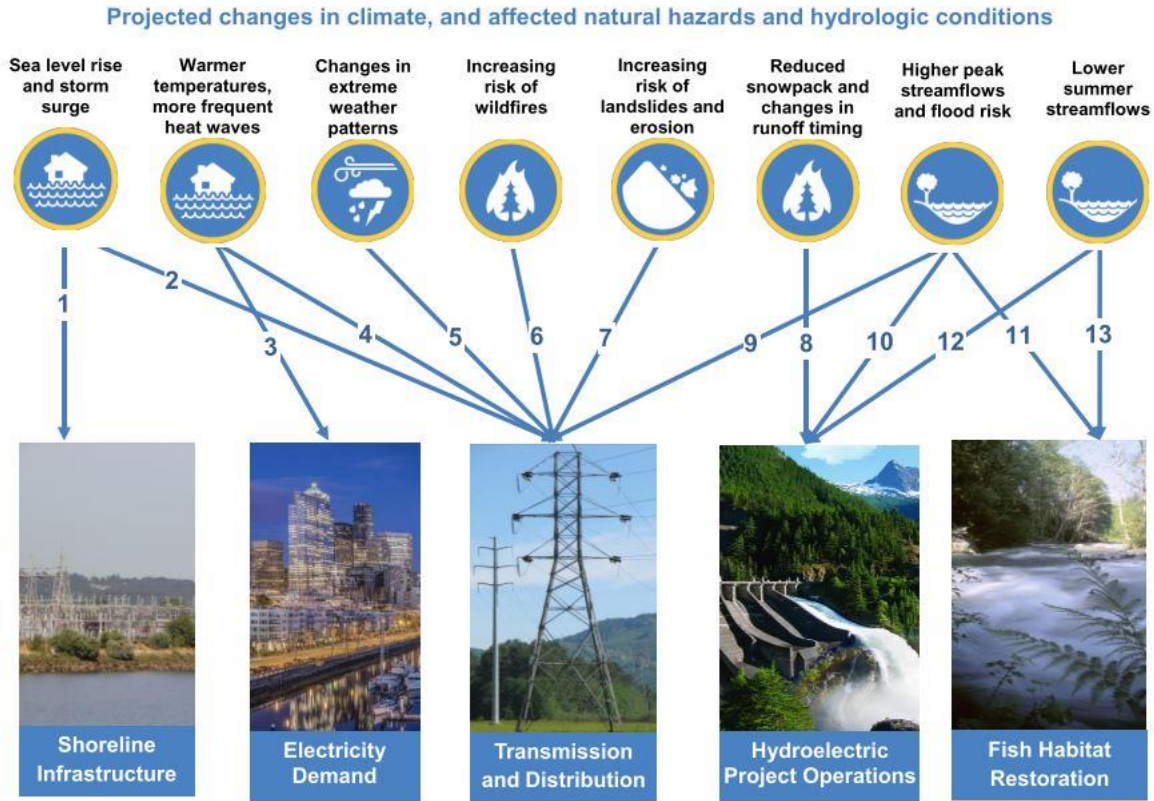 Projected changes in climate, and affected natural hazards and hydrologic conditions
Sea level rise
and storm
surge
Warmer
temperatures,
more frequent
heat waves
Changes in
extreme
weather
patterns
Increasing
risk of
wildfires
Increasing
risk of
landslides and
erosion
Reduced
snowpack and
changes in
runoff timing
Higher peak
streamflows
and flood risk
Lower
summer
streamflows
1
2
3
4
5
6
7
9
8
10
12
11
13
Shoreline
Infrastructure
Electricity
Demand
Transmission
and Distribution
Hydroelectric
Project Operations
Fish Habitat
Restoration